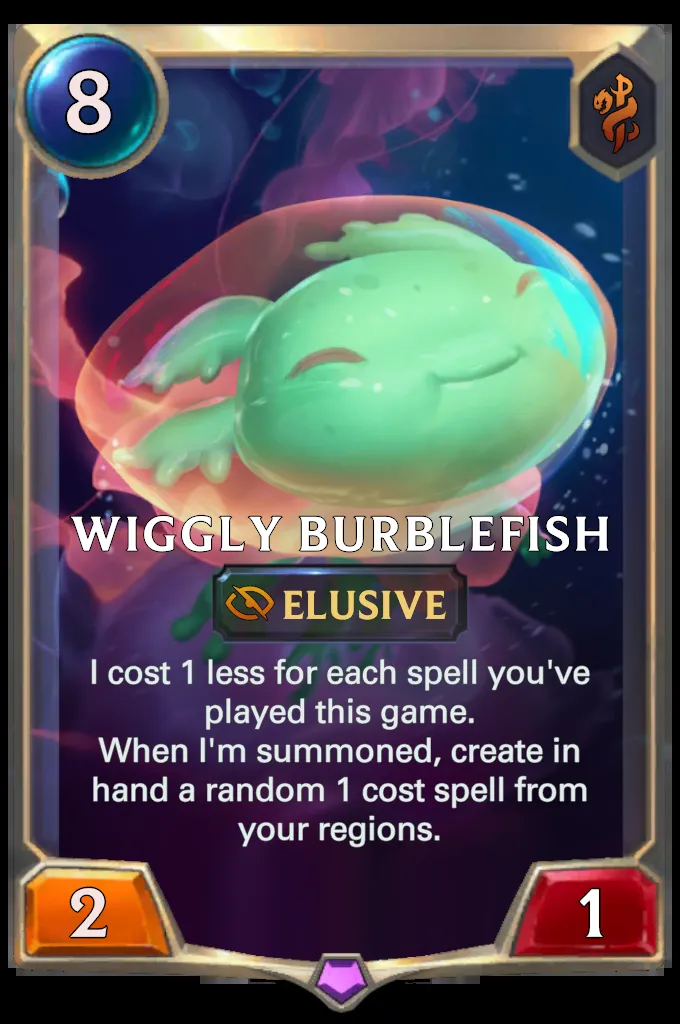 8
WIGGLY BURBLEFISH
ELUSIVE
I cost 1 less for each spell you've
played this game.
When I'm summoned, create in
hand a random 1 cost spell from
your regions.
2
1